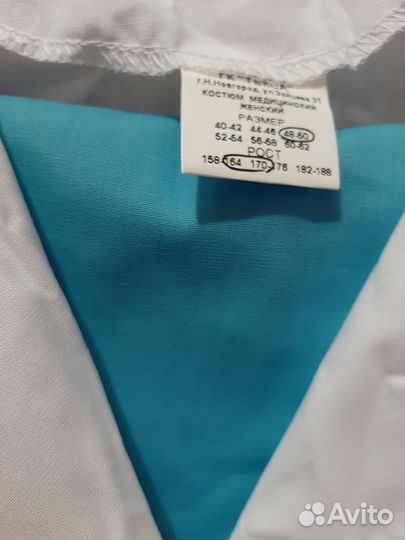 г.Н.Новгород, ул 31
КОСТЮМ МЕДИЦИНСКИЙ
ЖЕНСКИЙ
РАЗМЕР
40-42 44-46 48-50
52-54 56-58 60-62
РОСТ
158-164 170-176 182-188
Avito